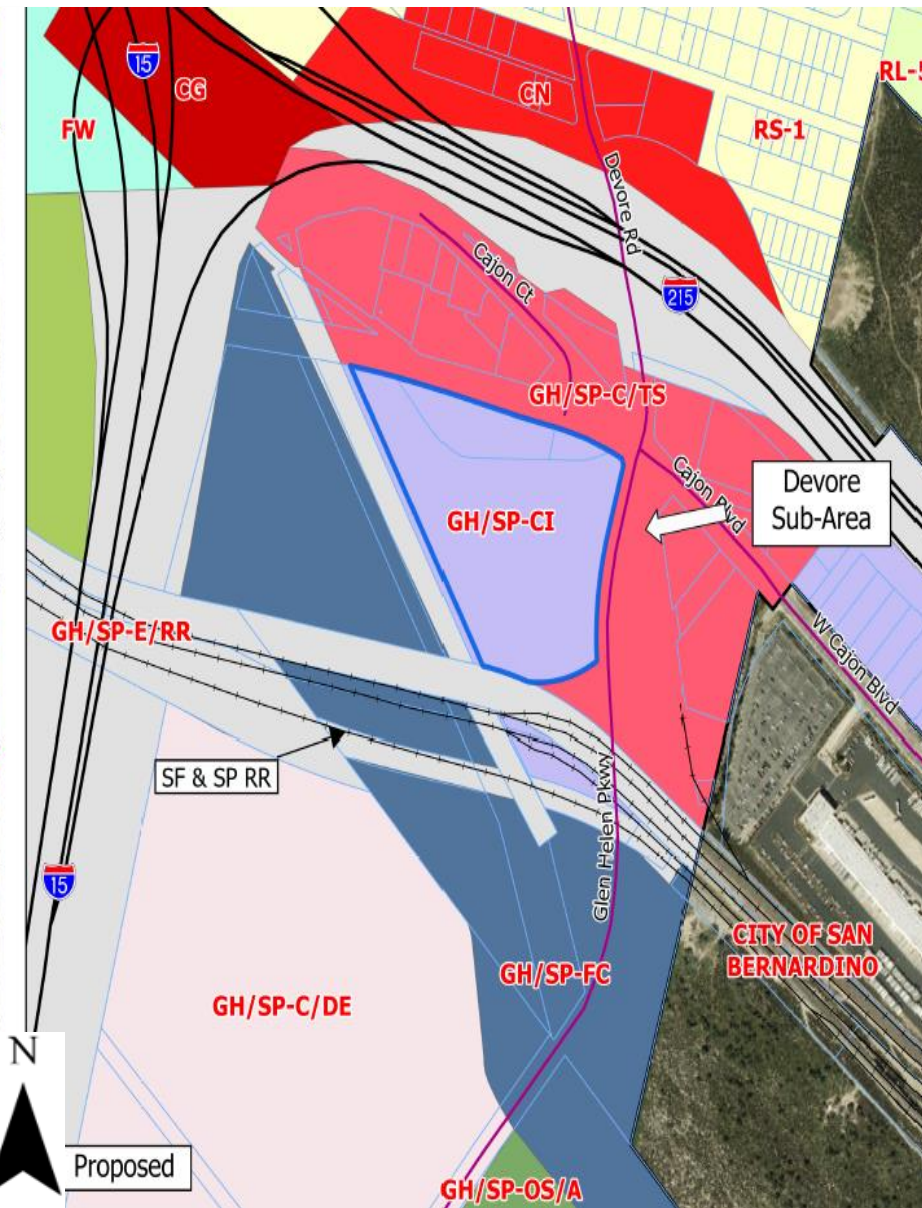 15
CG
CN
RL-5
FW
RS-1
Devore Rd
Cajon Ct
215
GH/SP-C/TS
Cajon Blvd
Devore
Sub-Area
GH/SP-CI
GH/SP-E/RR
W Cajon Blvd
SF & SP RR
Glen Helen Pkwy
15
CITY OF SAN
BERNARDINO
GH/SP-FC
GH/SP-C/DE
N
Proposed
GH/SP-OS/A